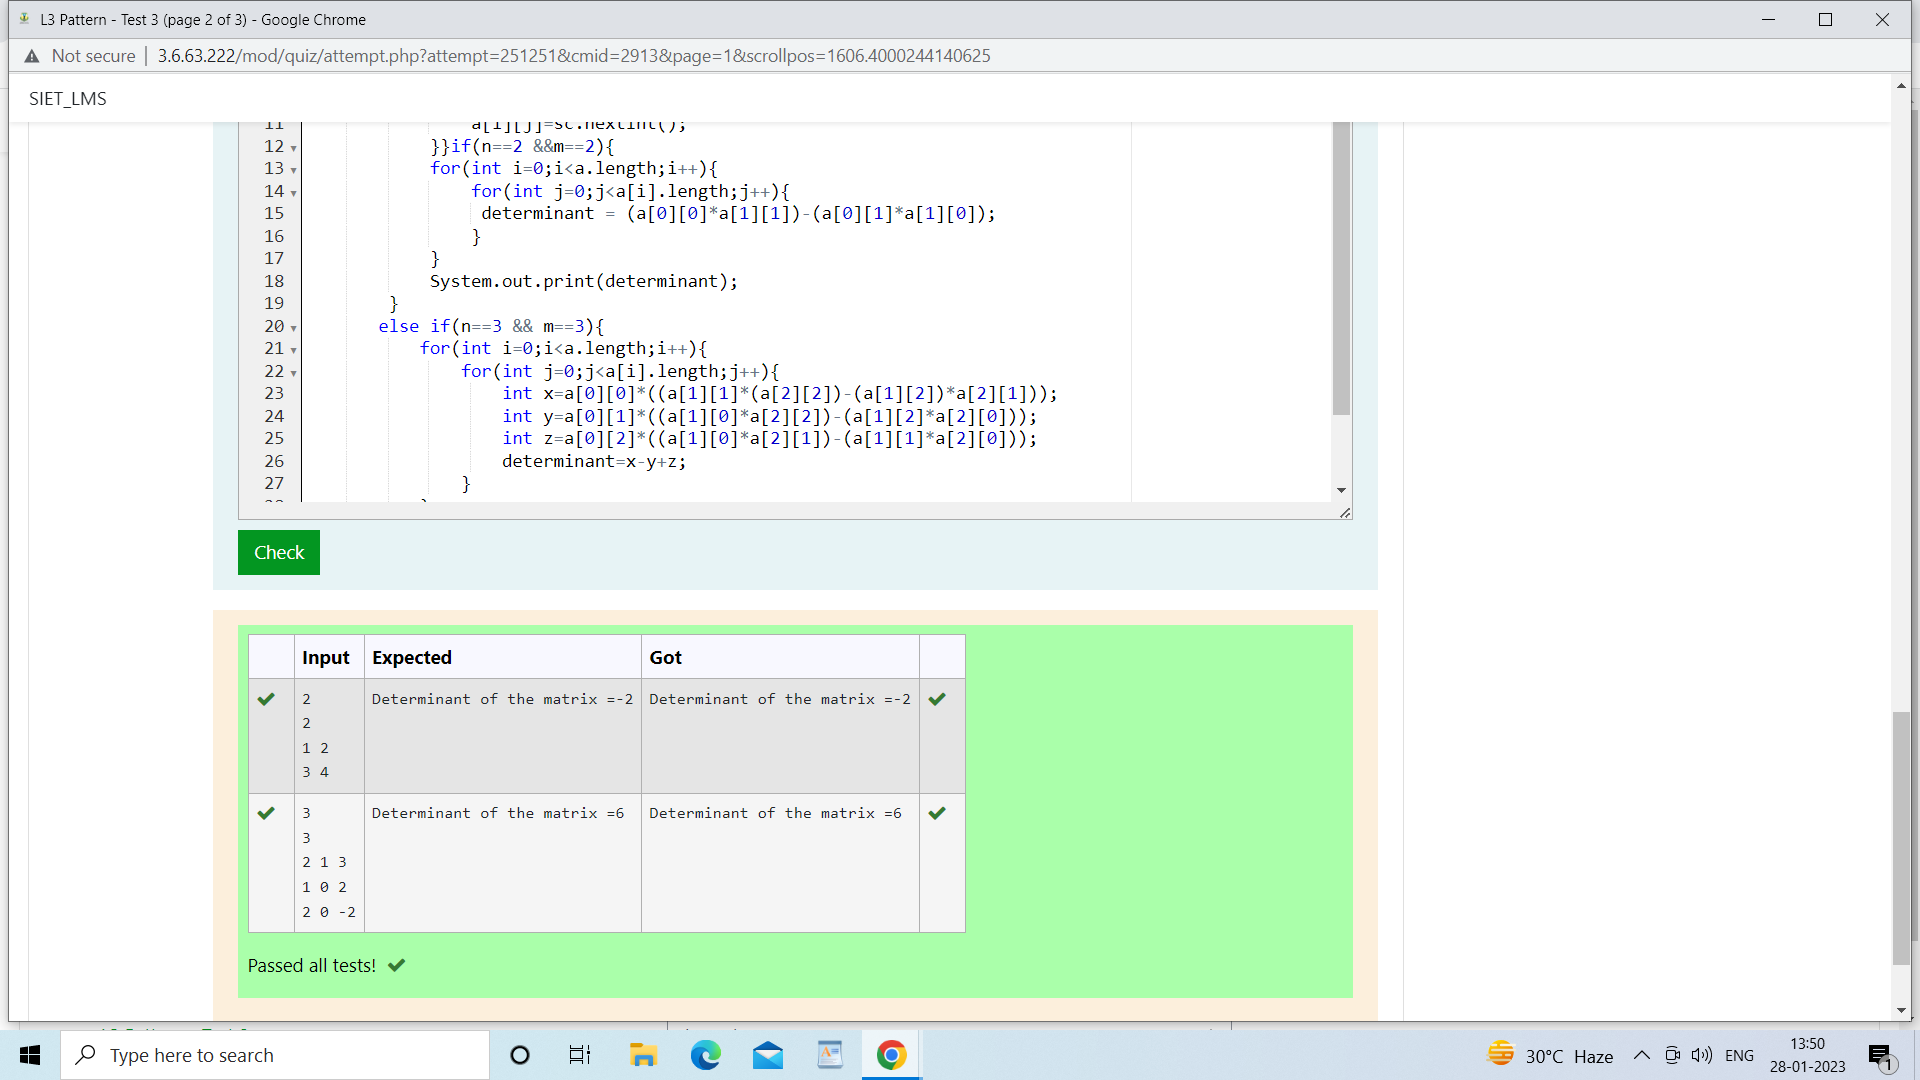 L3 Pattern - Test 3 (page 2 of 3) - Google Chrome
Not secure | 3.6.63.222/mod/quiz/attempt.php?attempt=251251&cmid=2913&page=1&scrollpos=1606.4000244140625
SIET_LMS
11 a[i][j]=sc.nextInt();
12 }}if(n==2 &&m==2){
13 for(int i=0;i<a.length;i++){
14 for(int j=0;j<a[i].length;j++){
15 determinant = (a[0][0]*a[1][1])-(a[0][1]*a[1][0]);
16 }
17 }
18 System.out.print(determinant);
19 }
20 else if(n==3 && m==3){
21 for(int i=0;i<a.length;i++){
22 for(int j=0;j<a[i].length;j++){
23 int x=a[0][0]*((a[1][1]*(a[2][2])-(a[1][2])*a[2][1]));
24 int y=a[0][1]*((a[1][0]*a[2][2])-(a[1][2]*a[2][0]));
25 int z=a[0][2]*((a[1][0]*a[2][1])-(a[1][1]*a[2][0]));
26 determinant=x-y+z;
27 }
Check
Input Expected Got
2 Determinant of the matrix =-2 Determinant of the matrix =-2
2
1 2
3 4
3 Determinant of the matrix =6 Determinant of the matrix =6
3
2 1 3
1 0 2
2 0 -2
Passed all tests!
Type here to search
30°C Haze
ENG
13:50
28-01-2023
1